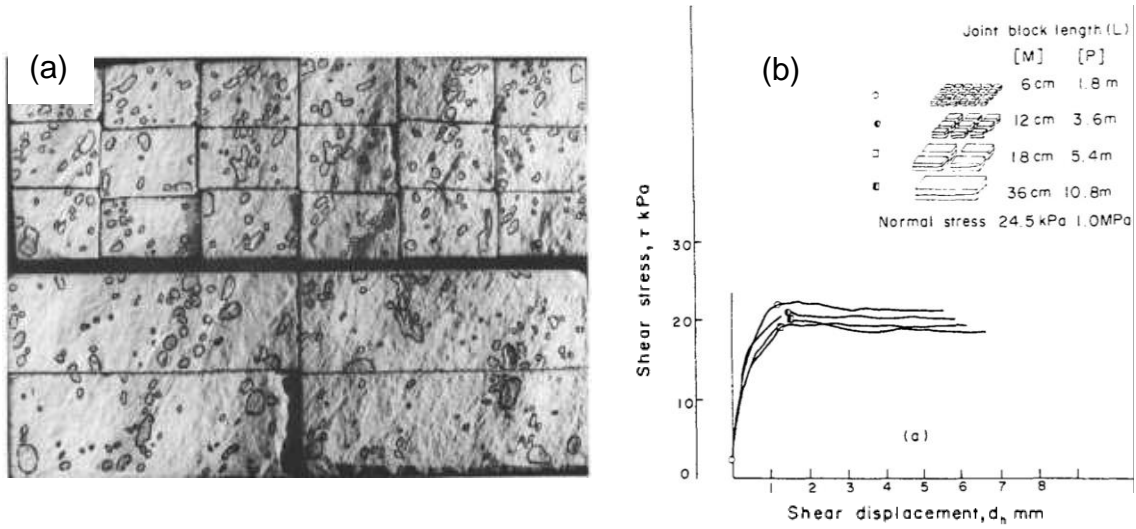 (a)
(b)
Joint block length (L)
[M] [P]
6 cm 1.8 m
12 cm 3.6 m
18 cm 5.4 m
36 cm 10.8 m
Normal stress 24.5 kPa 1.0 MPa
Shear stress, τ kPa
30
20
10
0
(a)
1 2 3 4 5 6 7 8
Shear displacement, dh mm